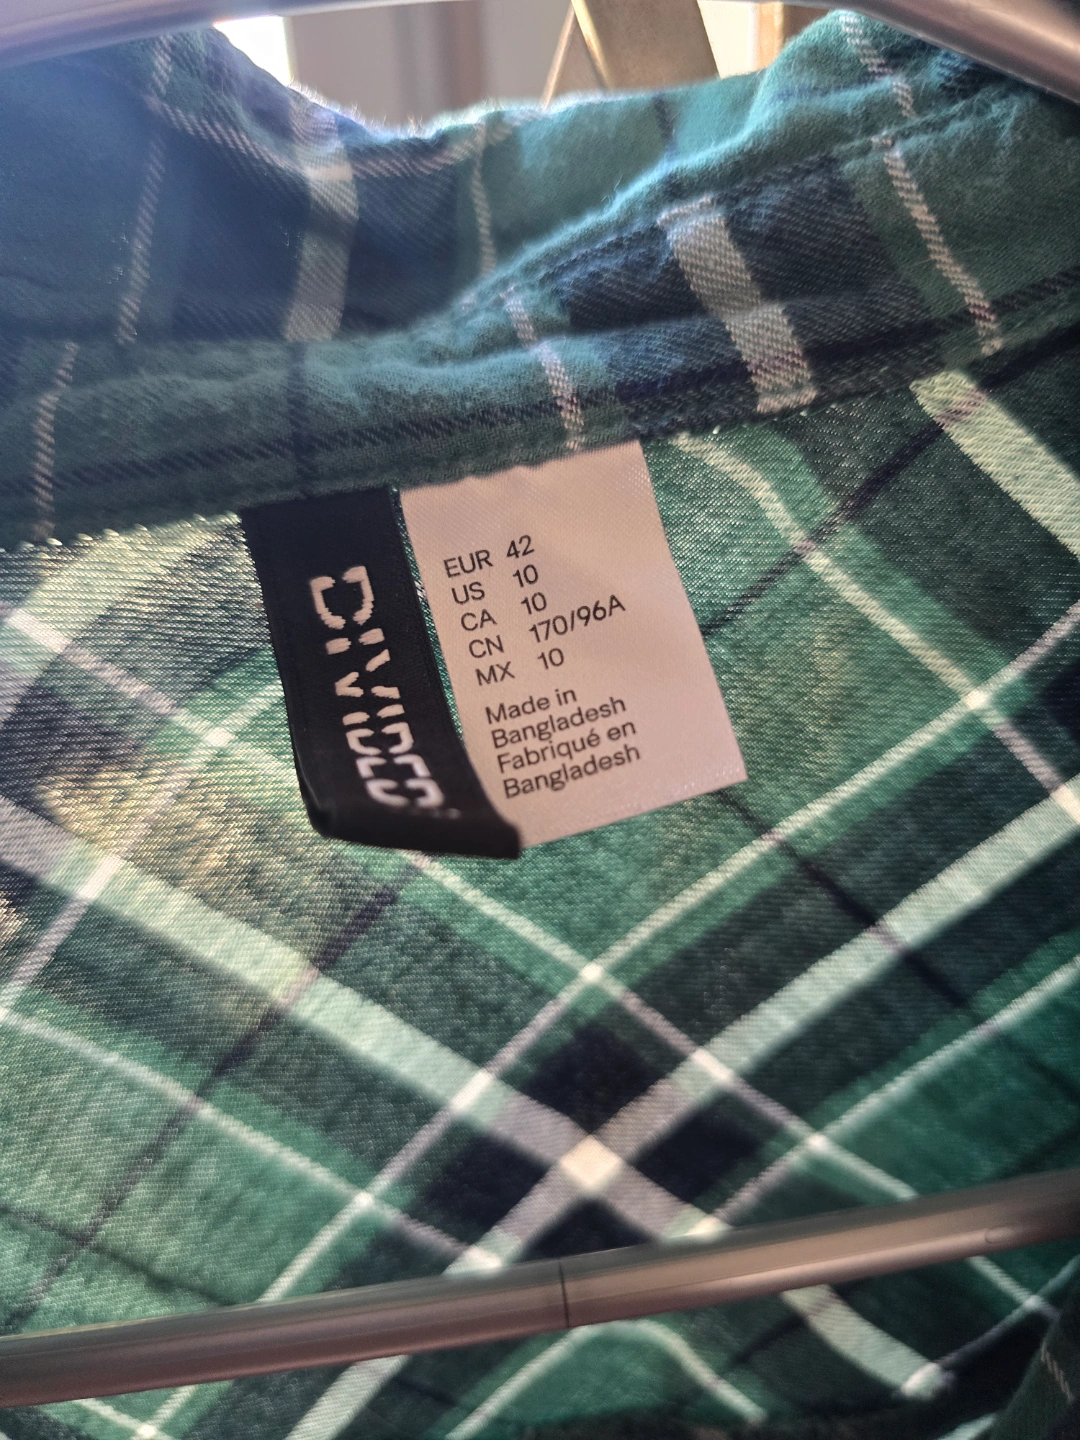 DIVIDED
EUR 42
US 10
CA 10
CN 170/96A
MX 10
Made in
Bangladesh
Fabriqué en
Bangladesh